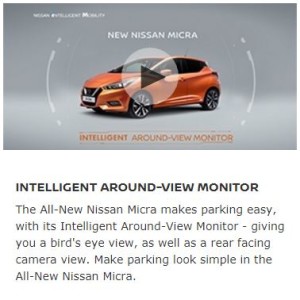 NISSAN INTELLIGENT MOBILITY
NEW NISSAN MICRA
INTELLIGENT AROUND-VIEW MONITOR
INTELLIGENT AROUND-VIEW MONITOR
The All-New Nissan Micra makes parking easy,
with its Intelligent Around-View Monitor - giving
you a bird's eye view, as well as a rear facing
camera view. Make parking look simple in the
All-New Nissan Micra.